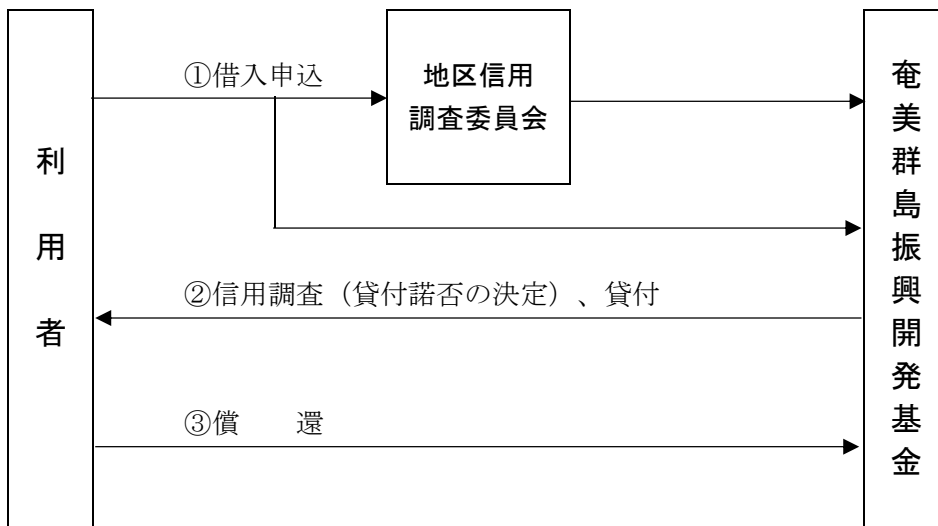 利用者
①借入申込
地区信用
調査委員会
奄美群島振興開発基金
②信用調査（貸付諾否の決定）、貸付
③償　　還